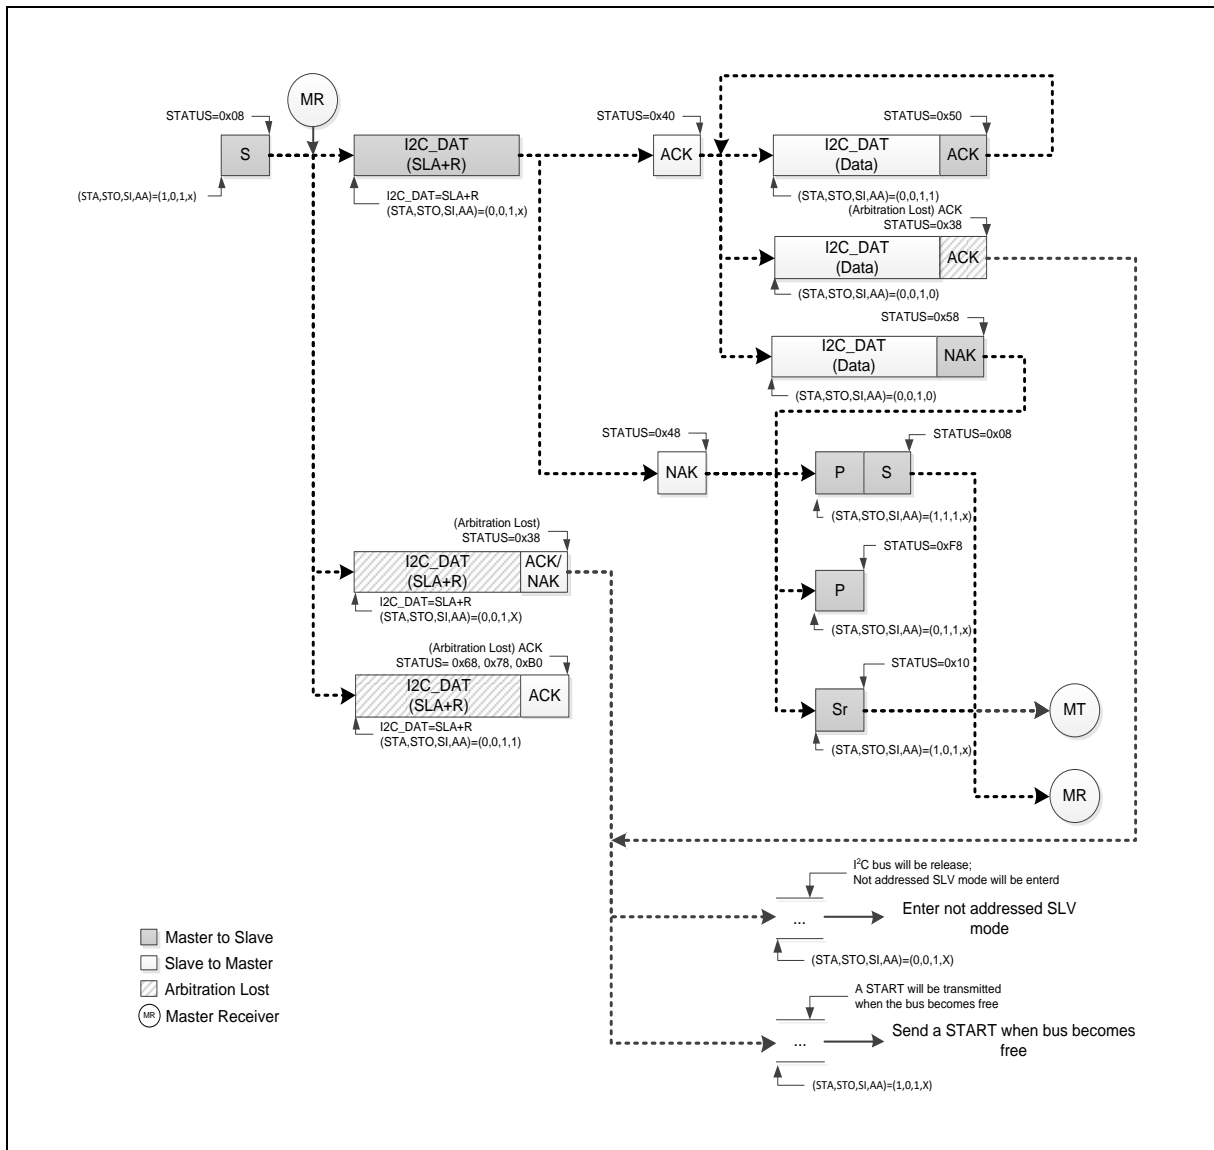 MR
STATUS=0x08
S
(STA,STO,SI,AA)=(1,0,1,x)
I2C_DAT
(SLA+R)
I2C_DAT=SLA+R
(STA,STO,SI,AA)=(0,0,1,x)
STATUS=0x40
ACK
STATUS=0x50
I2C_DAT
(Data)
ACK
(STA,STO,SI,AA)=(0,0,1,1)
(Arbitration Lost) ACK
STATUS=0x38
I2C_DAT
(Data)
ACK
(STA,STO,SI,AA)=(0,0,1,0)
STATUS=0x58
I2C_DAT
(Data)
NAK
(STA,STO,SI,AA)=(0,0,1,0)
STATUS=0x48
NAK
STATUS=0x08
P
S
(STA,STO,SI,AA)=(1,1,1,x)
(Arbitration Lost)
STATUS=0x38
I2C_DAT
(SLA+R)
ACK/
NAK
I2C_DAT=SLA+R
(STA,STO,SI,AA)=(0,0,1,X)
STATUS=0xF8
P
(STA,STO,SI,AA)=(0,1,1,x)
(Arbitration Lost) ACK
STATUS= 0x68, 0x78, 0xB0
I2C_DAT
(SLA+R)
ACK
I2C_DAT=SLA+R
(STA,STO,SI,AA)=(0,0,1,1)
STATUS=0x10
Sr
(STA,STO,SI,AA)=(1,0,1,x)
MT
MR
I²C bus will be release;
Not addressed SLV mode will be enterd
...
Enter not addressed SLV
mode
(STA,STO,SI,AA)=(0,0,1,X)
A START will be transmitted
when the bus becomes free
...
Send a START when bus becomes
free
(STA,STO,SI,AA)=(1,0,1,X)
Master to Slave
Slave to Master
Arbitration Lost
MR
Master Receiver